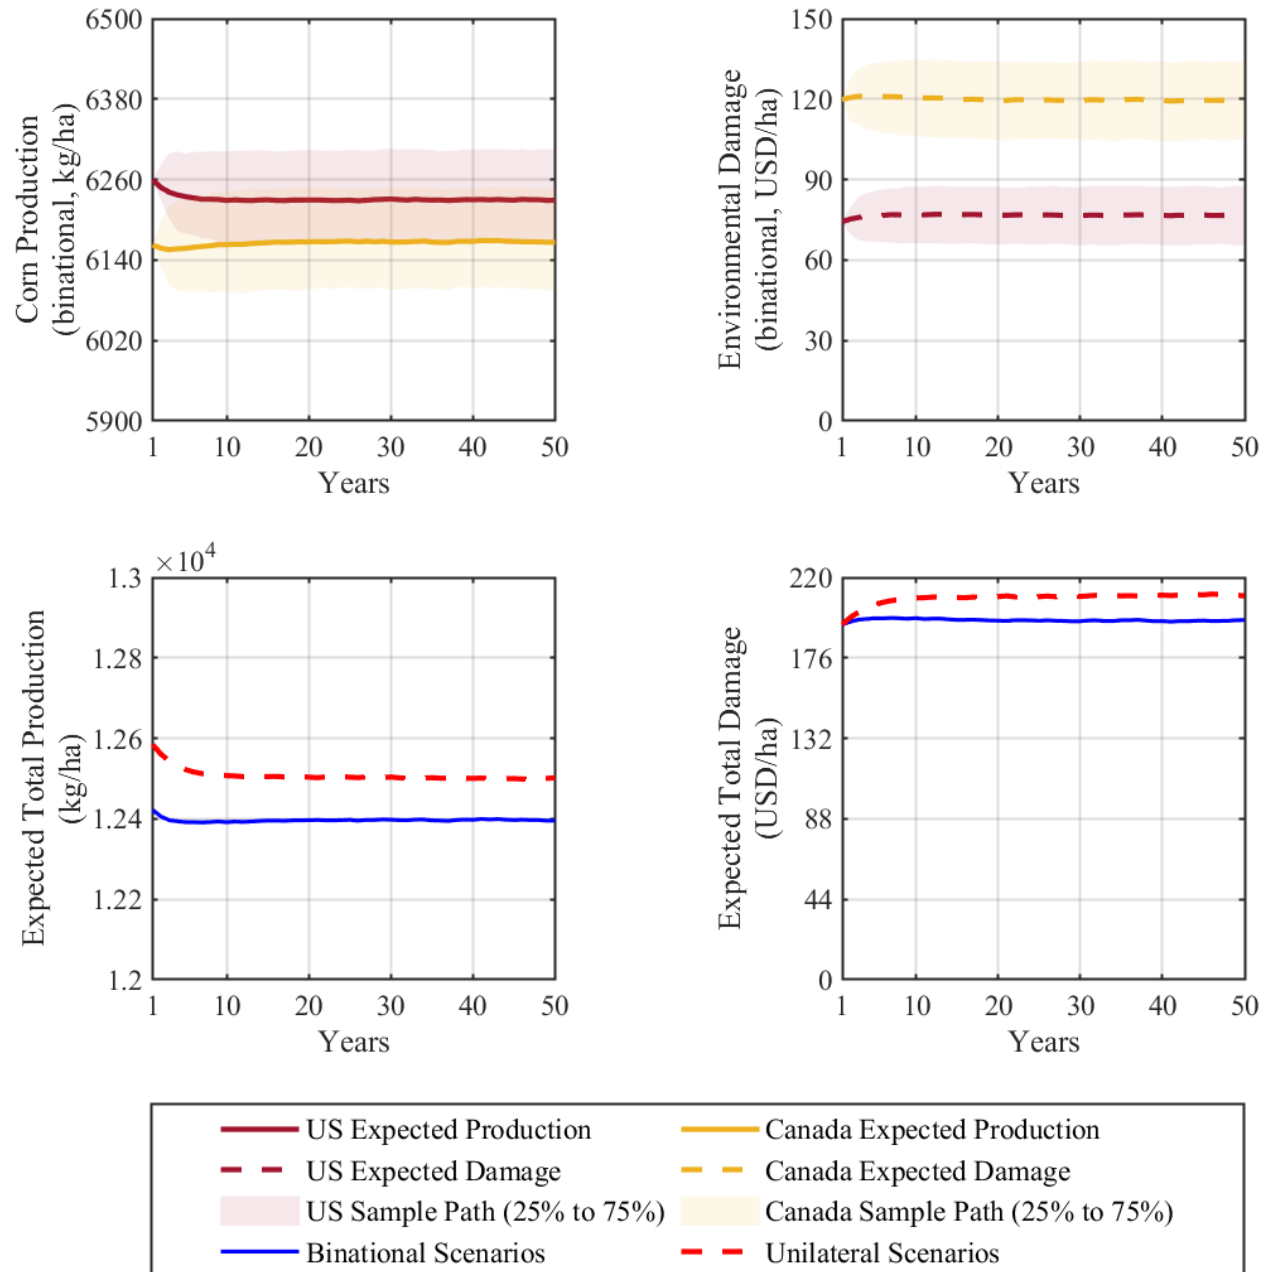 6500
6380
6260
6140
6020
5900
Corn Production
(binational, kg/ha)
1 10 20 30 40 50
Years
150
120
90
60
30
0
Environmental Damage
(binational, USD/ha)
1 10 20 30 40 50
Years
×10⁴
1.3
1.28
1.26
1.24
1.22
1.2
Expected Total Production
(kg/ha)
1 10 20 30 40 50
Years
220
176
132
88
44
0
Expected Total Damage
(USD/ha)
1 10 20 30 40 50
Years
US Expected Production Canada Expected Production
US Expected Damage Canada Expected Damage
US Sample Path (25% to 75%) Canada Sample Path (25% to 75%)
Binational Scenarios Unilateral Scenarios